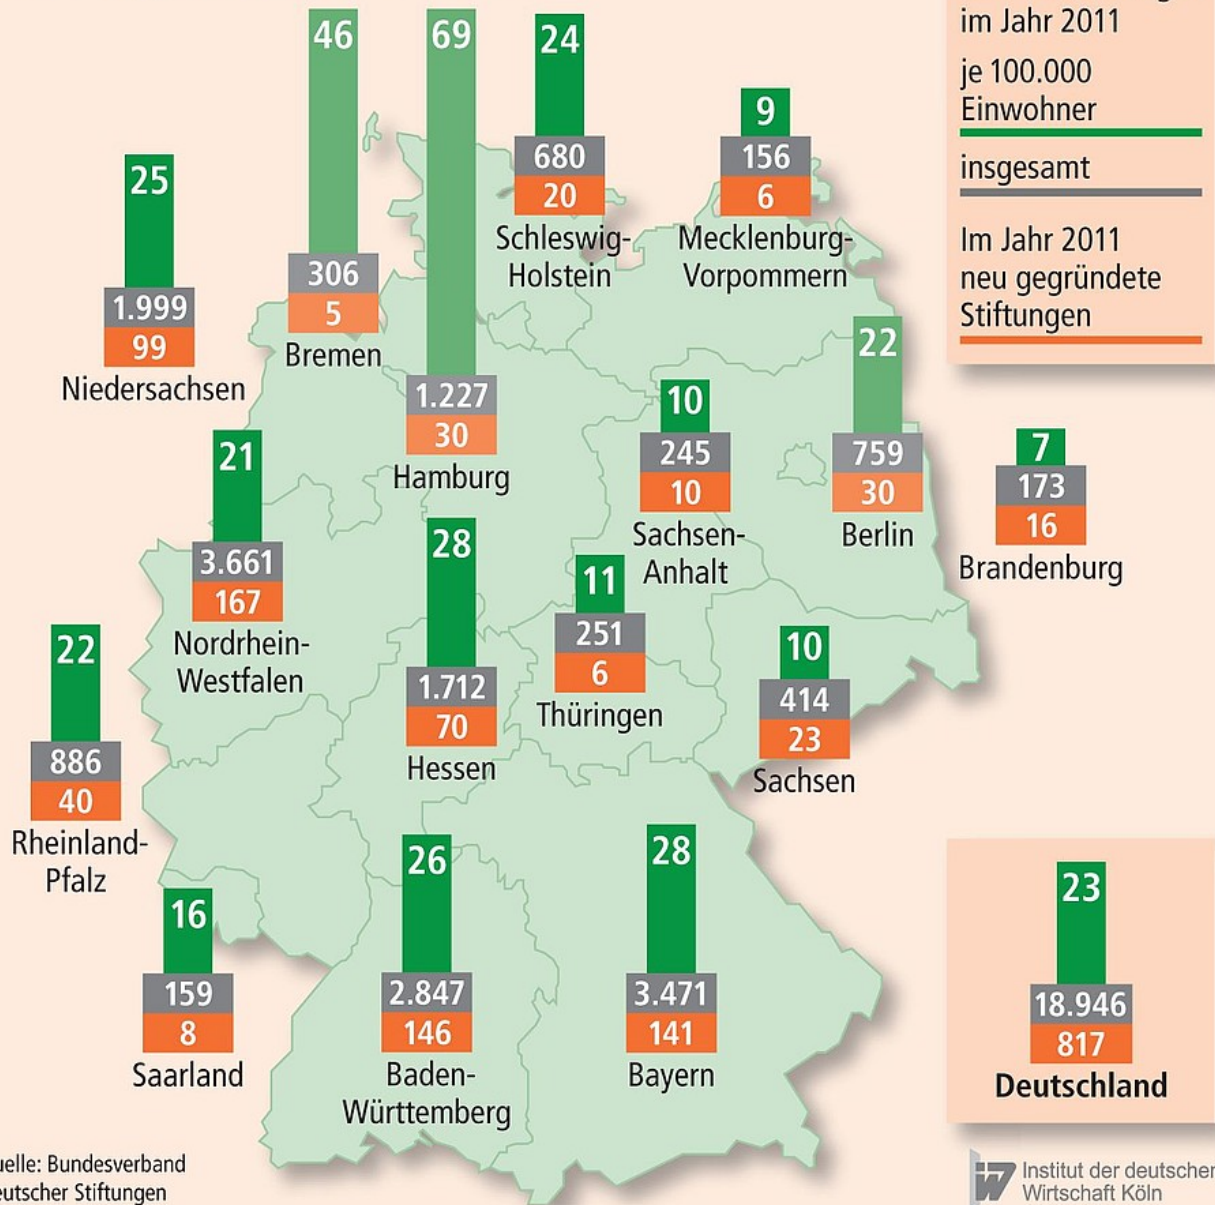 im Jahr 2011
je 100.000
Einwohner
insgesamt
Im Jahr 2011
neu gegründete
Stiftungen
46
306
5
Bremen
69
1.227
30
Hamburg
24
680
20
Schleswig-
Holstein
9
156
6
Mecklenburg-
Vorpommern
25
1.999
99
Niedersachsen
22
759
30
Berlin
10
245
10
Sachsen-
Anhalt
7
173
16
Brandenburg
21
3.661
167
Nordrhein-
Westfalen
28
1.712
70
Hessen
11
251
6
Thüringen
10
414
23
Sachsen
22
886
40
Rheinland-
Pfalz
16
159
8
Saarland
26
2.847
146
Baden-
Württemberg
28
3.471
141
Bayern
23
18.946
817
Deutschland
uelle: Bundesverband
eutscher Stiftungen
iw Institut der deutschen
Wirtschaft Köln